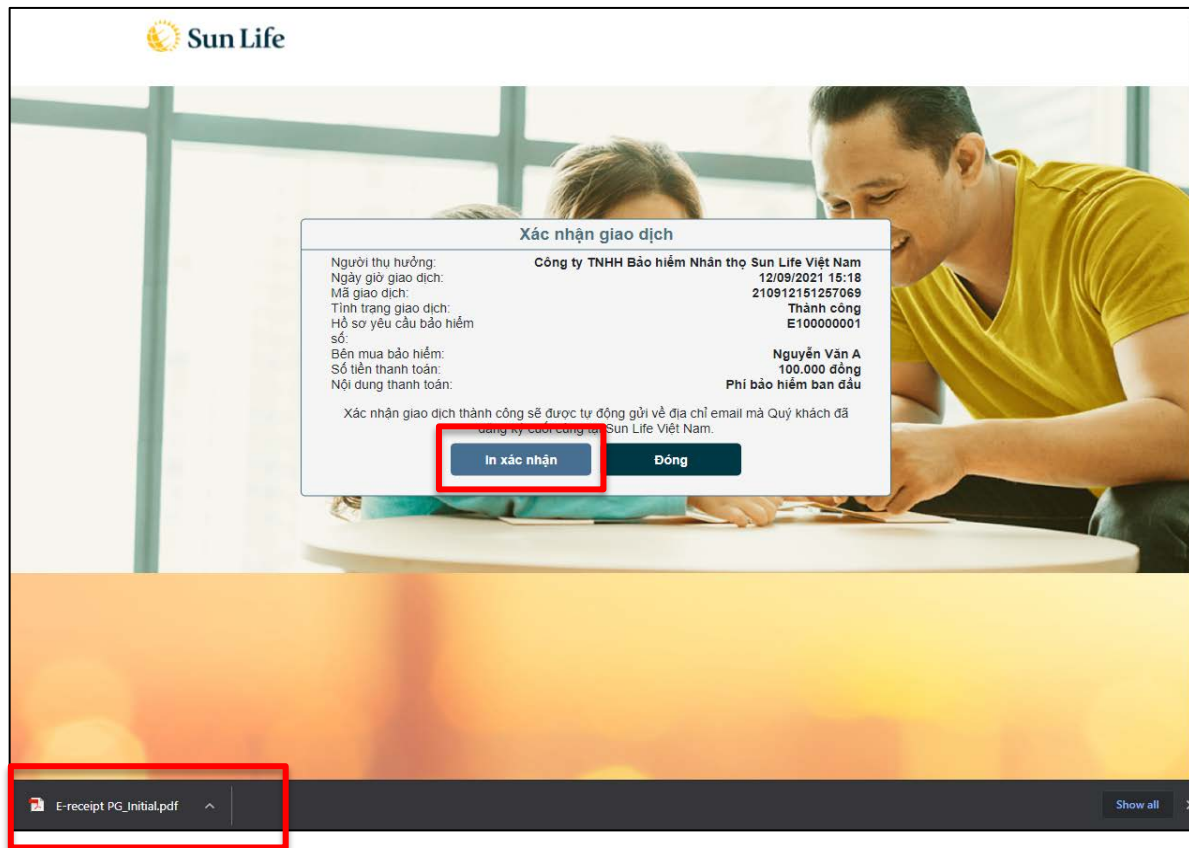 Sun Life
Xác nhận giao dịch
Người thụ hưởng: Công ty TNHH Bảo hiểm Nhân thọ Sun Life Việt Nam
Ngày giờ giao dịch: 12/09/2021 15:18
Mã giao dịch: 210912151257069
Tình trạng giao dịch: Thành công
Hồ sơ yêu cầu bảo hiểm E100000001
số:
Bên mua bảo hiểm: Nguyễn Văn A
Số tiền thanh toán: 100.000 đồng
Nội dung thanh toán: Phí bảo hiểm ban đầu
Xác nhận giao dịch thành công sẽ được tự động gửi về địa chỉ email mà Quý khách đã
đăng ký cuối cùng tại Sun Life Việt Nam.
In xác nhận Đóng
E-receipt PG_Initial.pdf Show all